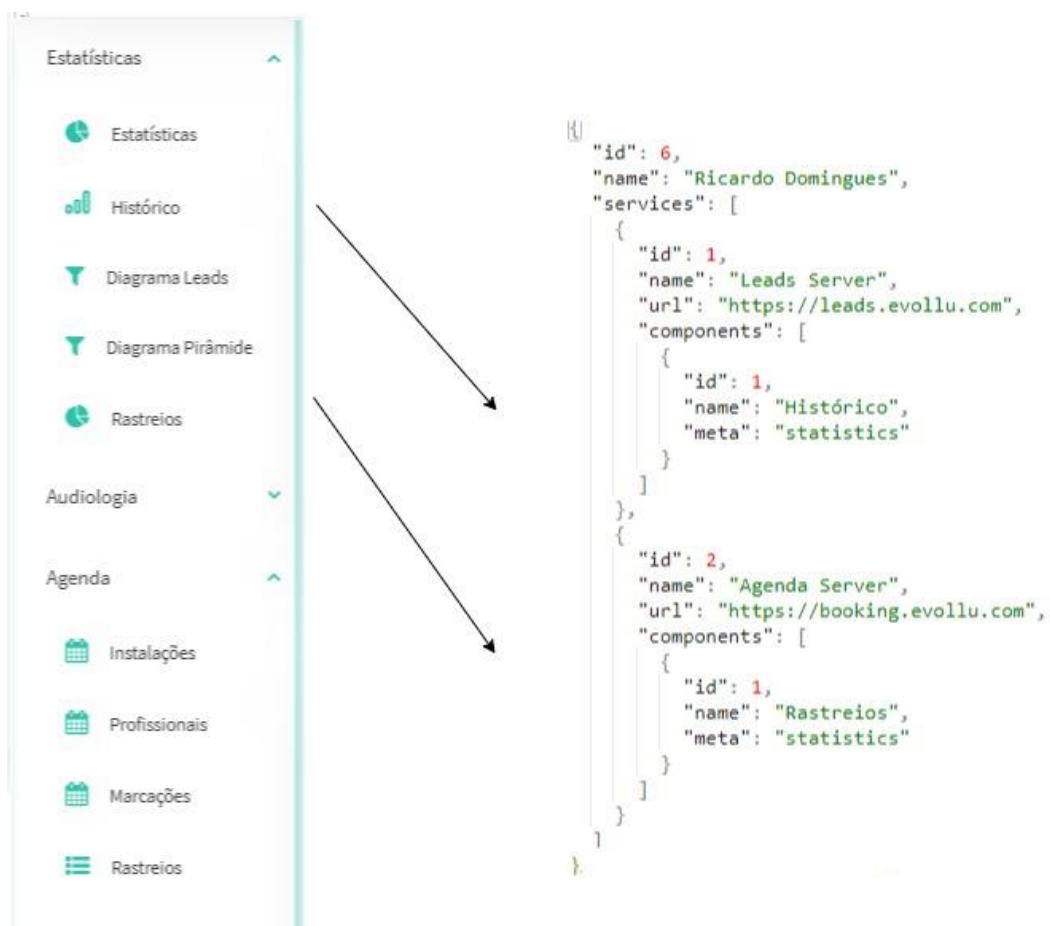 Estatísticas
Estatísticas
Histórico
Diagrama Leads
Diagrama Pirâmide
Rastreios
Audiologia
Agenda
Instalações
Profissionais
Marcações
Rastreios
{
"id": 6,
"name": "Ricardo Domingues",
"services": [
{
"id": 1,
"name": "Leads Server",
"url": "https://leads.evollu.com",
"components": [
{
"id": 1,
"name": "Histórico",
"meta": "statistics"
}
]
},
{
"id": 2,
"name": "Agenda Server",
"url": "https://booking.evollu.com",
"components": [
{
"id": 1,
"name": "Rastreios",
"meta": "statistics"
}
]
}
]
}